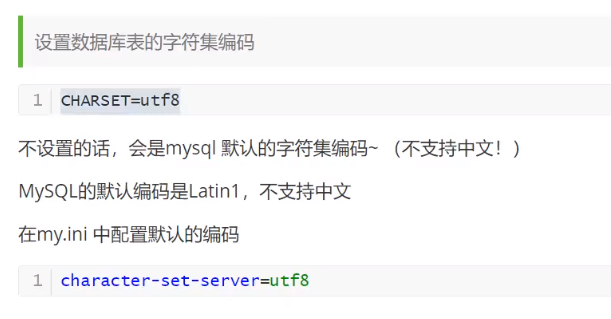 设置数据库表的字符集编码
1 CHARSET=utf8
不设置的话，会是mysql 默认的字符集编码~ （不支持中文！）
MySQL的默认编码是Latin1，不支持中文
在my.ini 中配置默认的编码
1 character-set-server=utf8